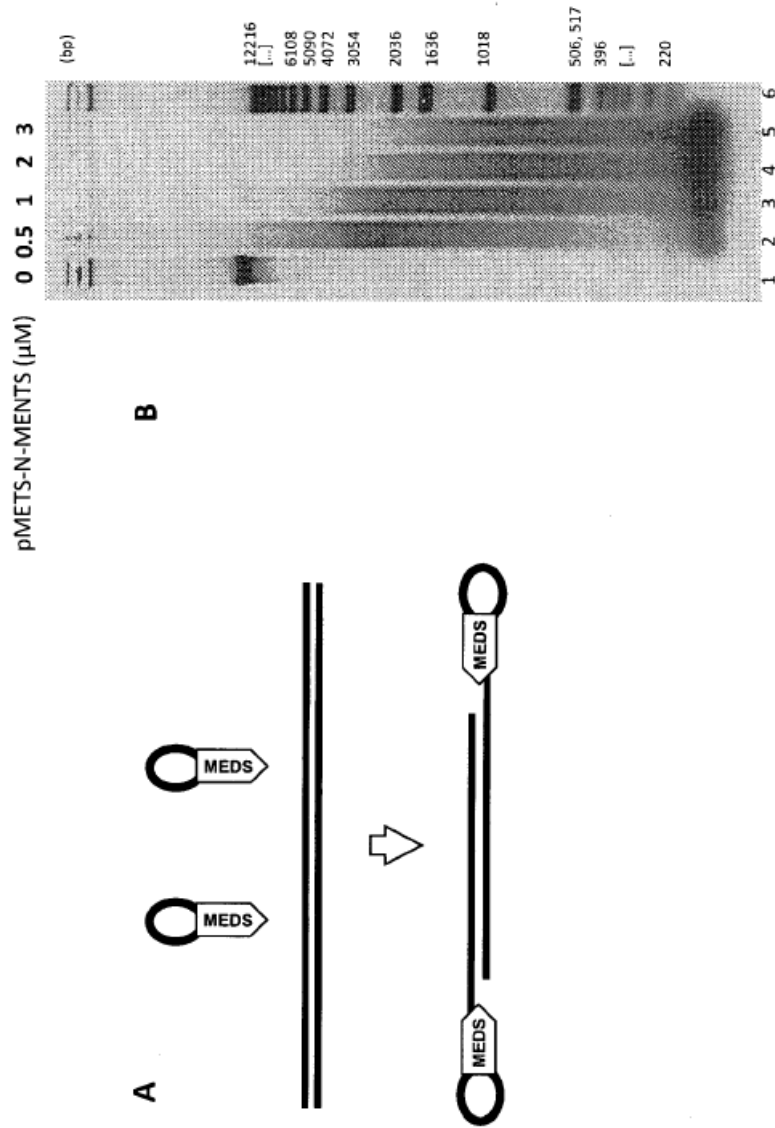 A
MEDS
MEDS
MEDS
MEDS
B
pMETS-N-MENTS (µM)
0 0.5 1 2 3
(bp)
12216
[...]
6108
5090
4072
3054
2036
1636
1018
506, 517
396
[...]
220
1 2 3 4 5 6